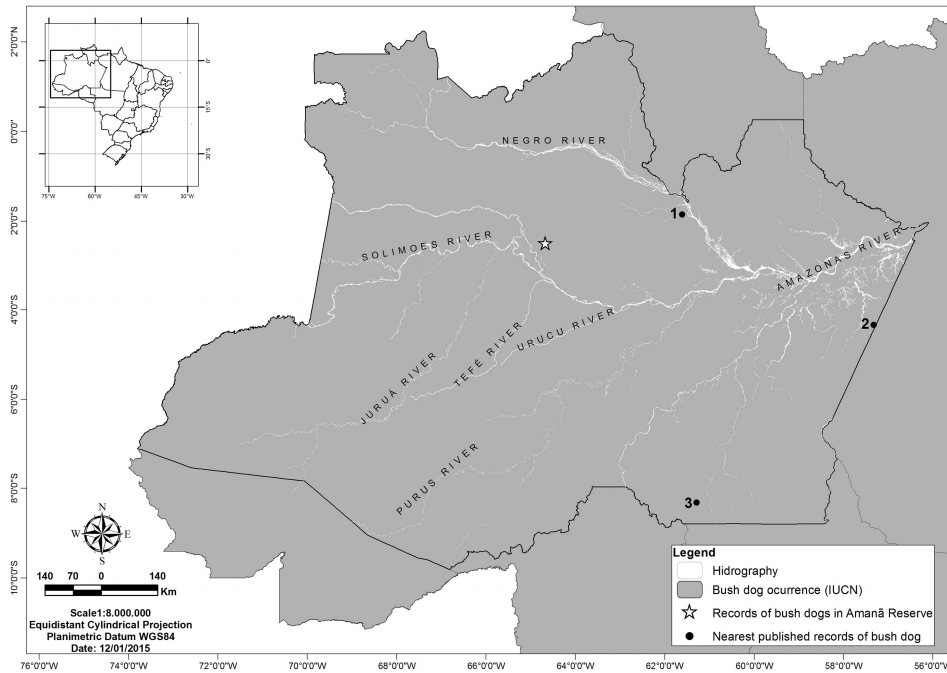 2°0'0"N
0°0'0"
2°0'0"S
4°0'0"S
6°0'0"S
8°0'0"S
10°0'0"S
0°
15°S
30°S
75°W 60°W 45°W 30°W
NEGRO RIVER
1
SOLIMOES RIVER
AMAZONAS RIVER
2
URUCU RIVER
TEFÉ RIVER
JURUÁ RIVER
PURUS RIVER
3
N
W E
S
140 70 0 140
Km
Scale1:8.000.000
Equidistant Cylindrical Projection
Planimetric Datum WGS84
Date: 12/01/2015
Legend
Hidrography
Bush dog ocurrence (IUCN)
Records of bush dogs in Amanã Reserve
Nearest published records of bush dog
76°0'0"W 74°0'0"W 72°0'0"W 70°0'0"W 68°0'0"W 66°0'0"W 64°0'0"W 62°0'0"W 60°0'0"W 58°0'0"W